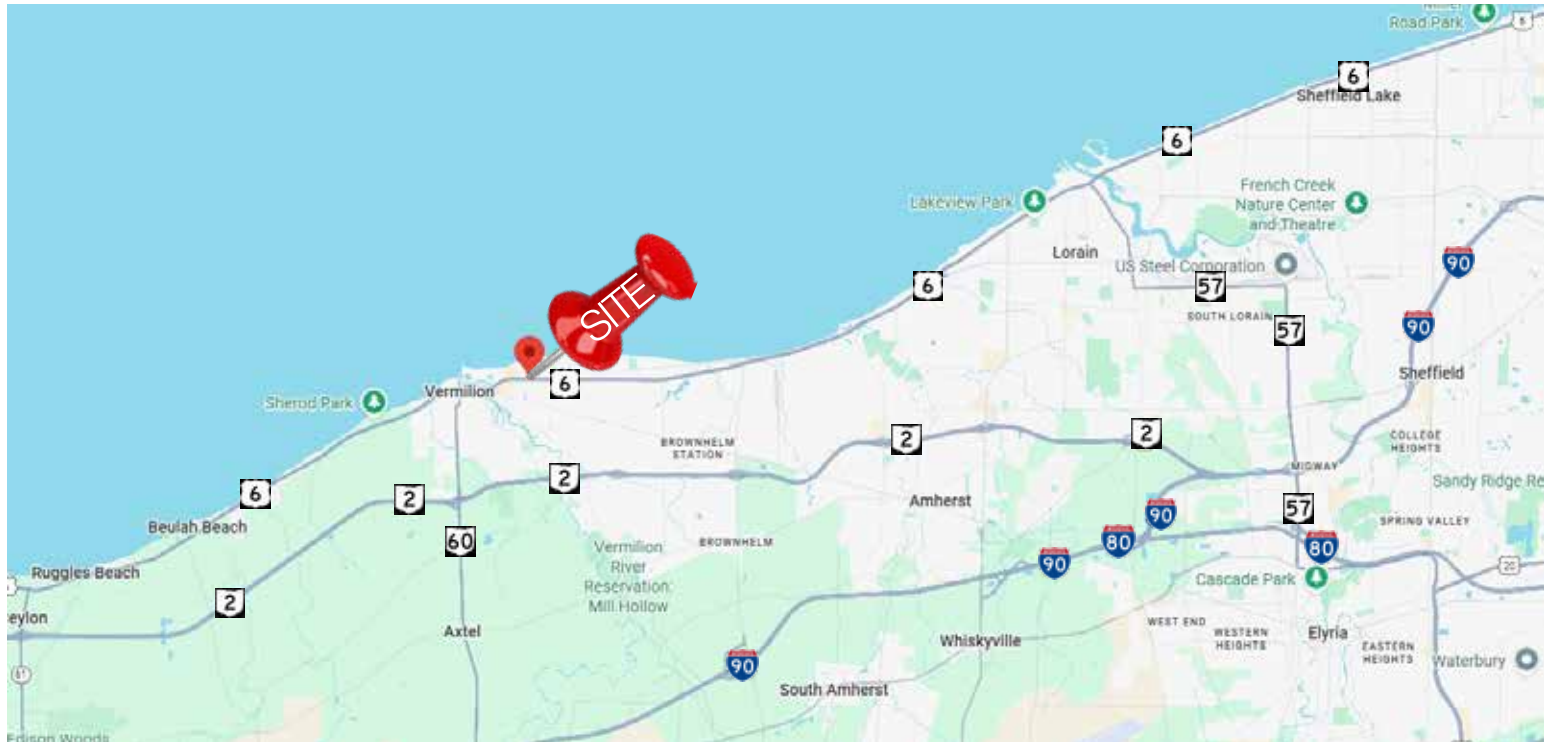 Road Park
6
6
Sheffield Lake
6
French Creek
Nature Center
and Theatre
Lakeview Park
Lorain
US Steel Corporation
90
57
6
SOUTH LORAIN
57
90
SITE
Sheffield
6
Vermilion
Sherod Park
BROWNHELM
STATION
2
2
COLLEGE
HEIGHTS
MIDWAY
Sandy Ridge Re
2
2
6
Amherst
57
90
SPRING VALLEY
Beulah Beach
60
Vermilion
River
Reservation:
Mill Hollow
BROWNHELM
80
80
90
20
Ruggles Beach
Cascade Park
2
eylon
Axtel
WEST END
WESTERN
HEIGHTS
Elyria
EASTERN
HEIGHTS
Whiskyville
Waterbury
90
61
South Amherst
Edison Woods